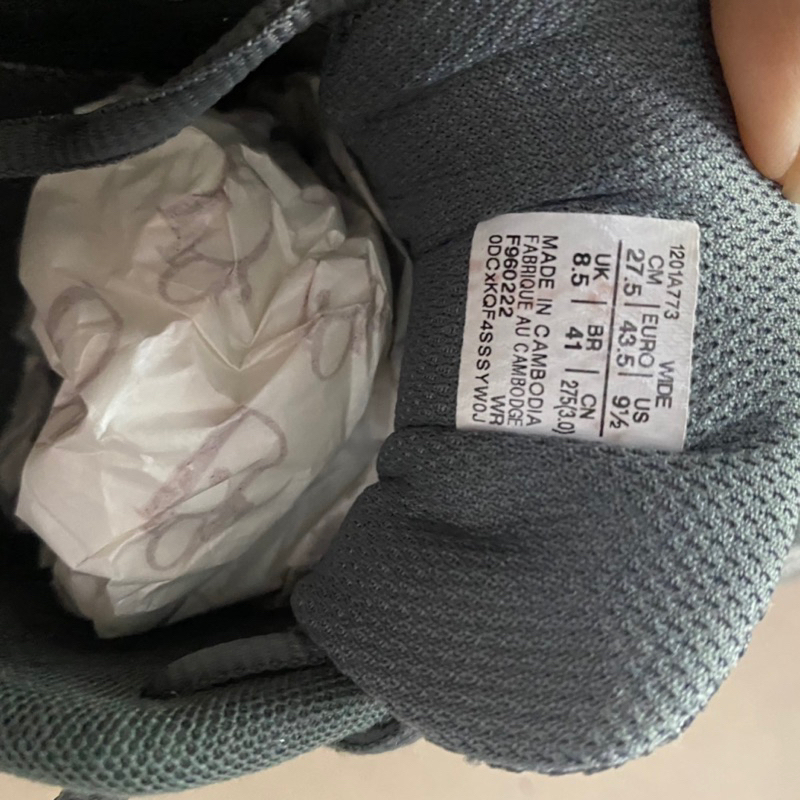 1201A773 WIDE
CM | EURO | US
27.5 | 43.5 | 9½
UK | BR | CN
8.5 | 41 | 275(3.0)
MADE IN CAMBODIA
FABRIQUE AU CAMBODGE
F960222 WR
0DCxKQF4SSSYW0J